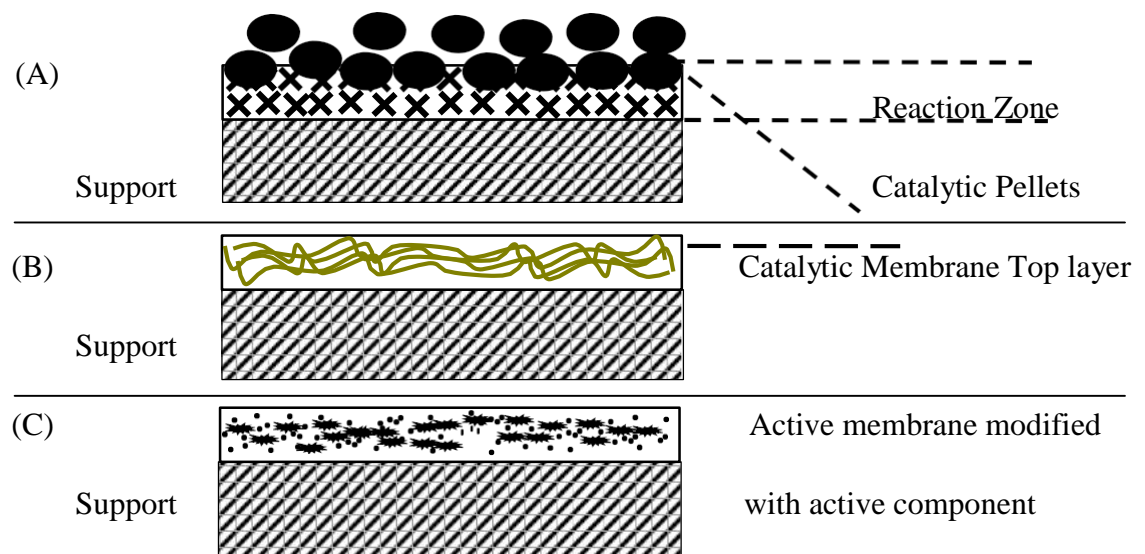 (A)
Reaction Zone
Support
Catalytic Pellets
(B)
Catalytic Membrane Top layer
Support
(C)
Active membrane modified
Support
with active component